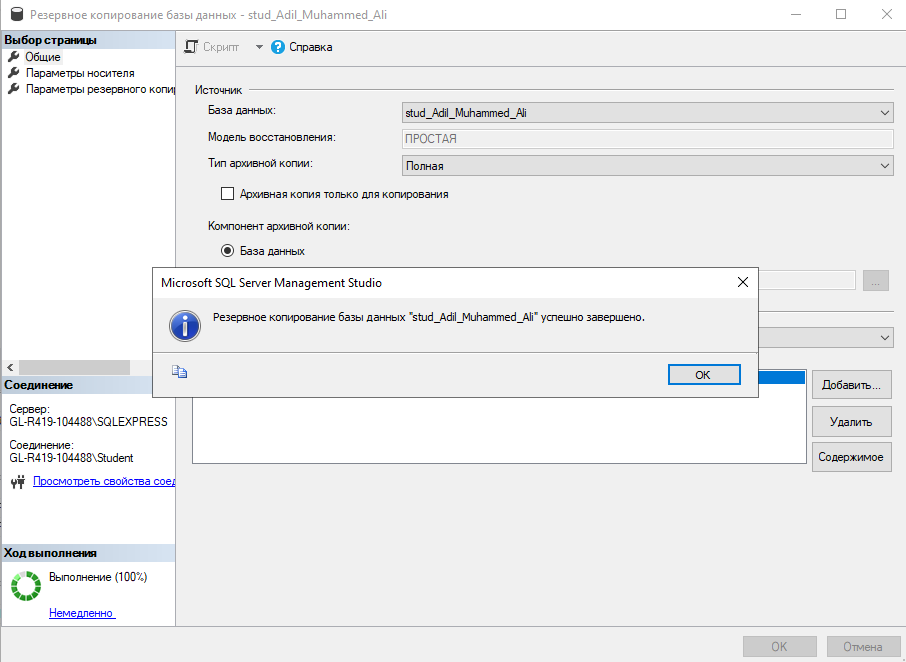 Резервное копирование базы данных - stud_Adil_Muhammed_Ali
Выбор страницы
Общие
Параметры носителя
Параметры резервного копи
Скрипт
Справка
Источник
База данных:
stud_Adil_Muhammed_Ali
Модель восстановления:
ПРОСТАЯ
Тип архивной копии:
Полная
Архивная копия только для копирования
Компонент архивной копии:
База данных
...
Microsoft SQL Server Management Studio
Резервное копирование базы данных "stud_Adil_Muhammed_Ali" успешно завершено.
OK
Добавить...
Удалить
Содержимое
Соединение
Сервер:
GL-R419-104488\SQLEXPRESS
Соединение:
GL-R419-104488\Student
Просмотреть свойства соед
Ход выполнения
Выполнение (100%)
Немедленно
OK
Отмена